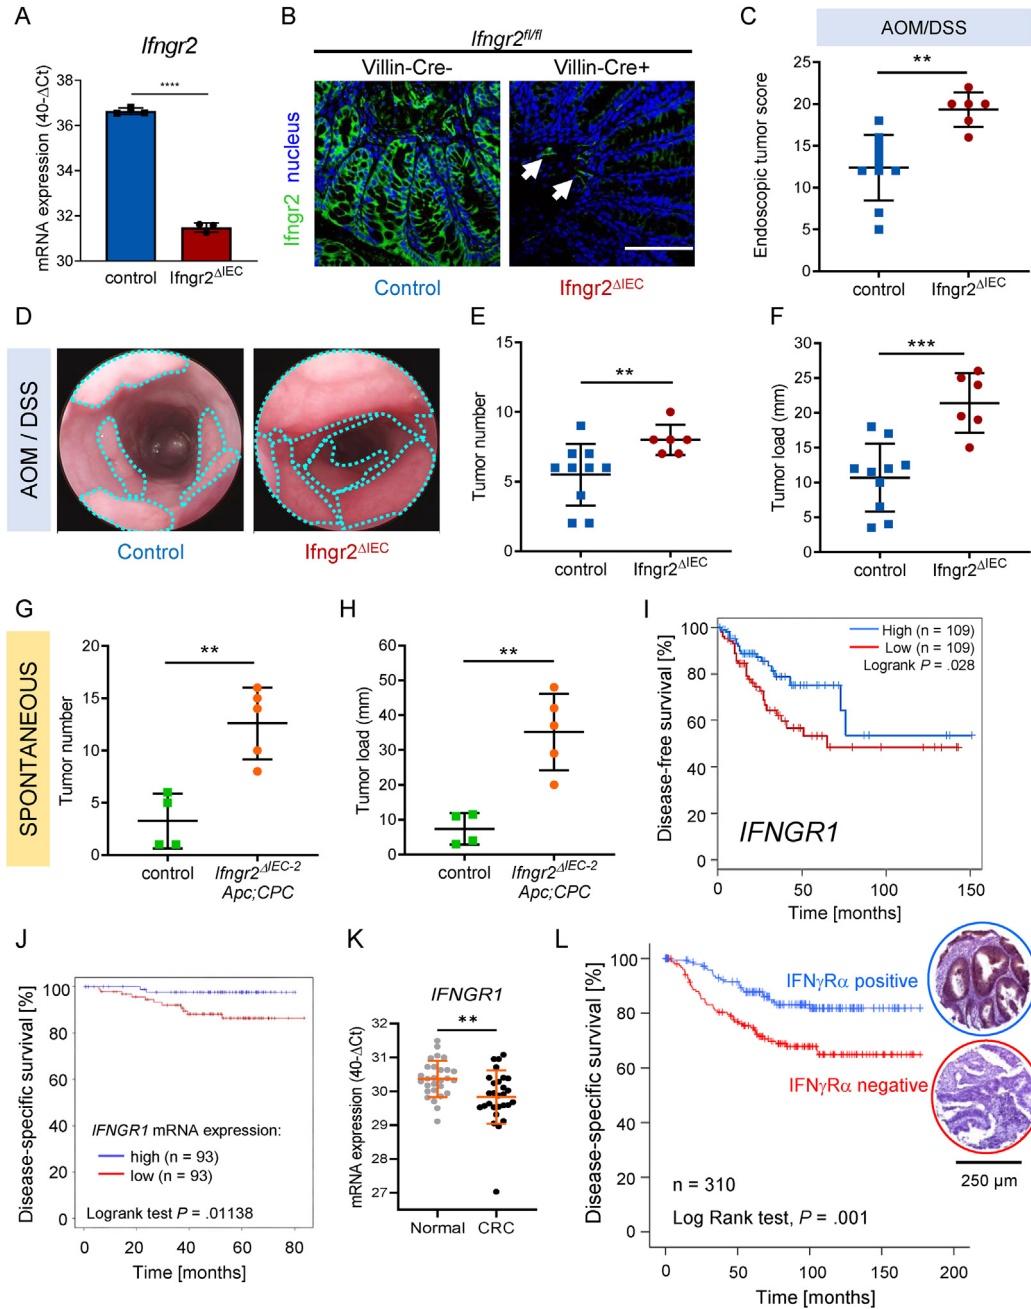 A
Ifngr2
mRNA expression (40-ΔCt)
38
36
34
32
30
****
control
Ifngr2ΔIEC
B
Ifngr2fl/fl
Villin-Cre-
Villin-Cre+
Ifngr2 nucleus
Control
Ifngr2ΔIEC
C
AOM/DSS
Endoscopic tumor score
25
20
15
10
5
0
**
control
Ifngr2ΔIEC
D
AOM / DSS
Control
Ifngr2ΔIEC
E
Tumor number
15
10
5
0
**
control
Ifngr2ΔIEC
F
Tumor load (mm)
30
25
20
15
10
5
0
***
control
Ifngr2ΔIEC
SPONTANEOUS
G
Tumor number
20
15
10
5
0
**
control
Ifngr2ΔIEC-2
Apc;CPC
H
Tumor load (mm)
60
50
40
30
20
10
0
**
control
Ifngr2ΔIEC-2
Apc;CPC
I
Disease-free survival [%]
100
80
60
40
20
0
High (n = 109)
Low (n = 109)
Logrank P = .028
IFNGR1
0
50
100
150
Time [months]
J
Disease-specific survival [%]
100
80
60
40
20
0
IFNGR1 mRNA expression:
high (n = 93)
low (n = 93)
Logrank test P = .01138
0
20
40
60
80
Time [months]
K
IFNGR1
mRNA expression (40-ΔCt)
32
31
30
29
28
27
**
Normal
CRC
L
Disease-specific survival [%]
100
80
60
40
20
0
IFNγRα positive
IFNγRα negative
250 µm
n = 310
Log Rank test, P = .001
0
50
100
150
200
Time [months]